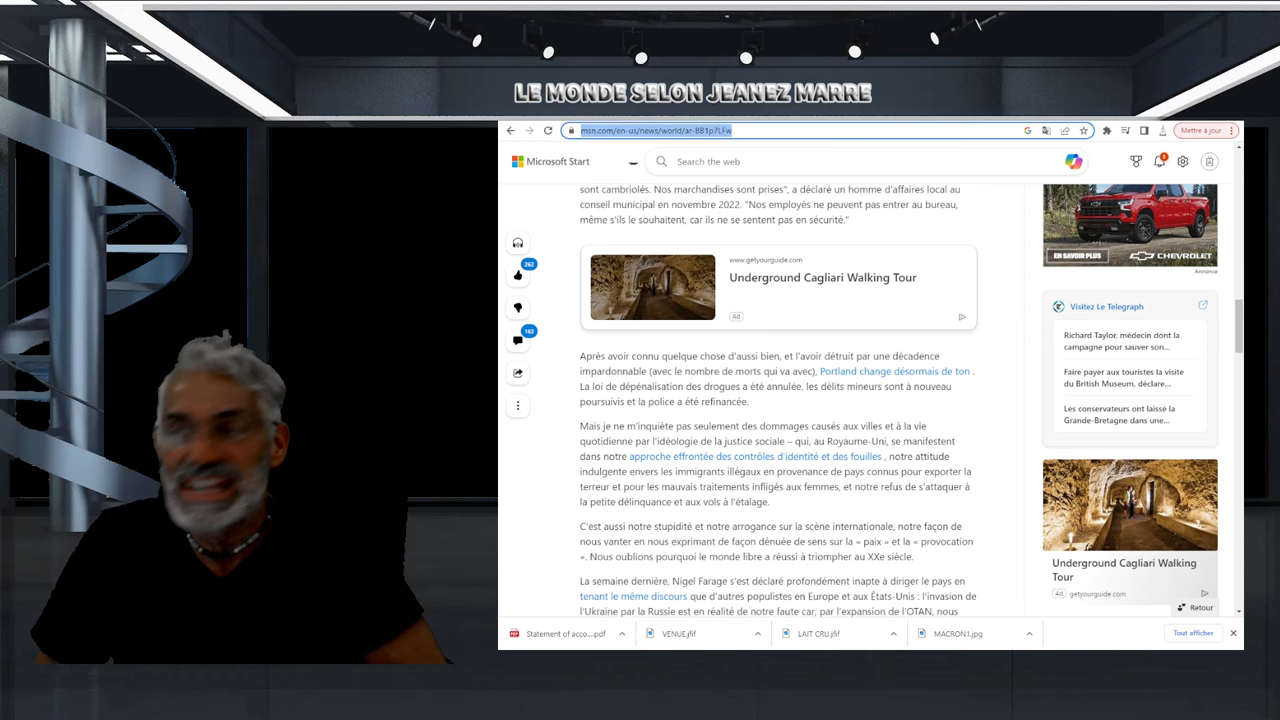 LE MONDE SELON JEANEZ MARRE
msn.com/en-us/news/world/ar-BB1p7LFw
Mettre à jour
Microsoft Start
Search the web
8
sont cambriolés. Nos marchandises sont prises", a déclaré un homme d'affaires local au
conseil municipal en novembre 2022. "Nos employés ne peuvent pas entrer au bureau,
même s'ils le souhaitent, car ils ne se sentent pas en sécurité."
262
163
www.getyourguide.com
Underground Cagliari Walking Tour
Ad
Après avoir connu quelque chose d'aussi bien, et l'avoir détruit par une décadence
impardonnable (avec le nombre de morts qui va avec), Portland change désormais de ton .
La loi de dépénalisation des drogues a été annulée, les délits mineurs sont à nouveau
poursuivis et la police a été refinancée.
Mais je ne m'inquiète pas seulement des dommages causés aux villes et à la vie
quotidienne par l'idéologie de la justice sociale – qui, au Royaume-Uni, se manifestent
dans notre approche effrontée des contrôles d'identité et des fouilles , notre attitude
indulgente envers les immigrants illégaux en provenance de pays connus pour exporter la
terreur et pour les mauvais traitements infligés aux femmes, et notre refus de s'attaquer à
la petite délinquance et aux vols à l'étalage.
C'est aussi notre stupidité et notre arrogance sur la scène internationale, notre façon de
nous vanter en nous exprimant de façon dénuée de sens sur la « paix » et la « provocation
». Nous oublions pourquoi le monde libre a réussi à triompher au XXe siècle.
La semaine dernière, Nigel Farage s'est déclaré profondément inapte à diriger le pays en
tenant le même discours que d'autres populistes en Europe et aux États-Unis : l'invasion de
l'Ukraine par la Russie est en réalité de notre faute car, par l'expansion de l'OTAN, nous
EN SAVOIR PLUS
CHEVROLET
Annonce
Visitez Le Telegraph
Richard Taylor, médecin dont la
campagne pour sauver son...
Faire payer aux touristes la visite
du British Museum, déclare...
Les conservateurs ont laissé la
Grande-Bretagne dans une...
Underground Cagliari Walking
Tour
Ad getyourguide.com
Retour
Statement of acco....pdf
VENUE.jfif
LAIT CRU.jfif
MACRON1.jpg
Tout afficher